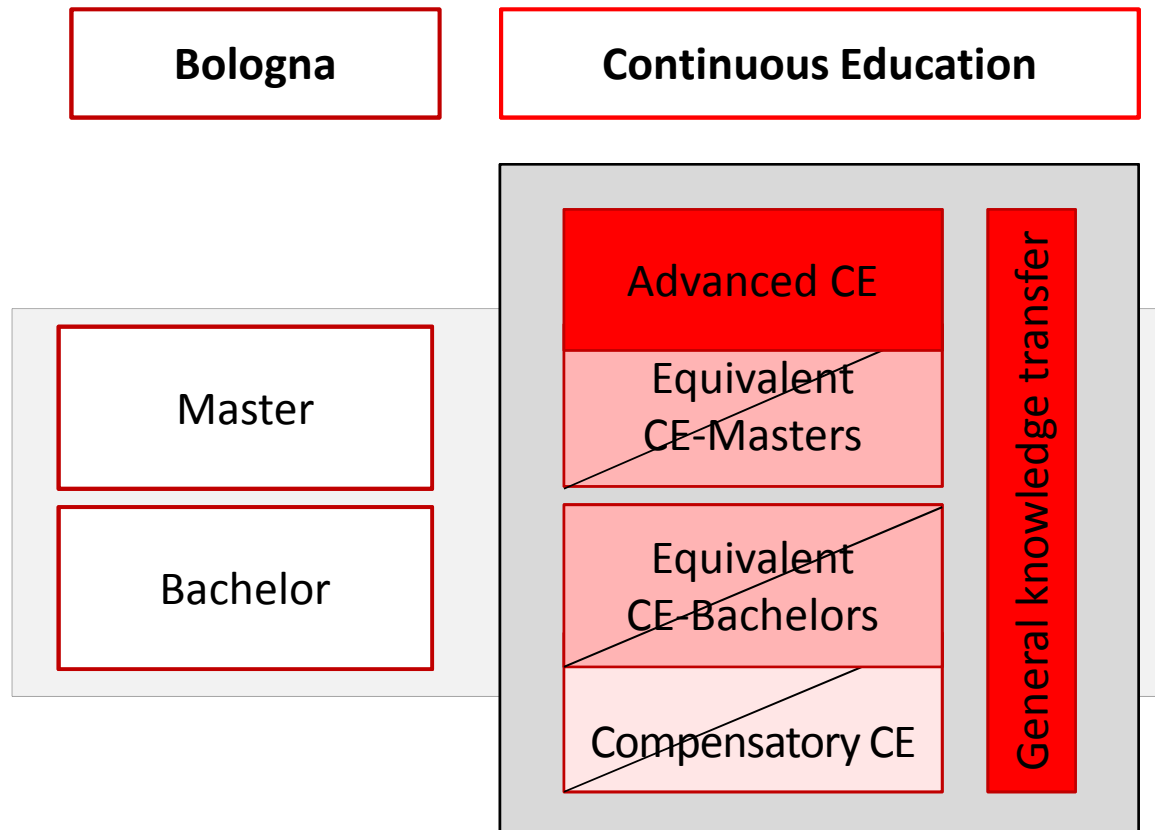 Bologna
Continuous Education
Master
Bachelor
Advanced CE
Equivalent
CE-Masters
Equivalent
CE-Bachelors
Compensatory CE
General knowledge transfer